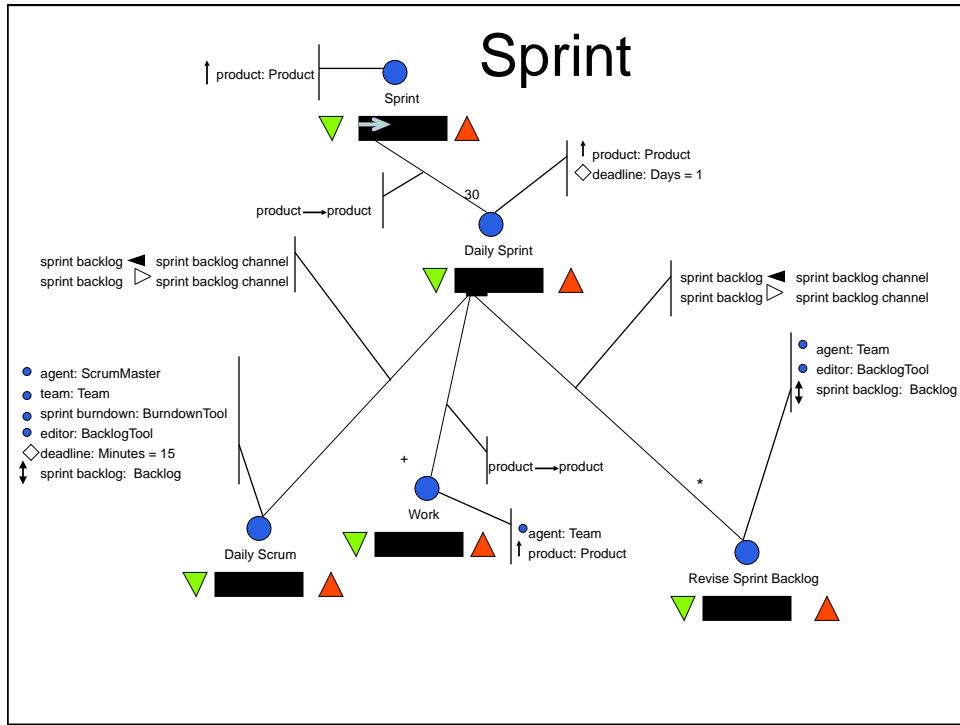 Sprint
product: Product
Sprint
product: Product
deadline: Days = 1
30
product product
Daily Sprint
sprint backlog sprint backlog channel
sprint backlog sprint backlog channel
sprint backlog sprint backlog channel
sprint backlog sprint backlog channel
agent: Team
editor: BacklogTool
sprint backlog: Backlog
agent: ScrumMaster
team: Team
sprint burndown: BurndownTool
editor: BacklogTool
deadline: Minutes = 15
sprint backlog: Backlog
+
product product
*
Work
agent: Team
product: Product
Daily Scrum
Revise Sprint Backlog